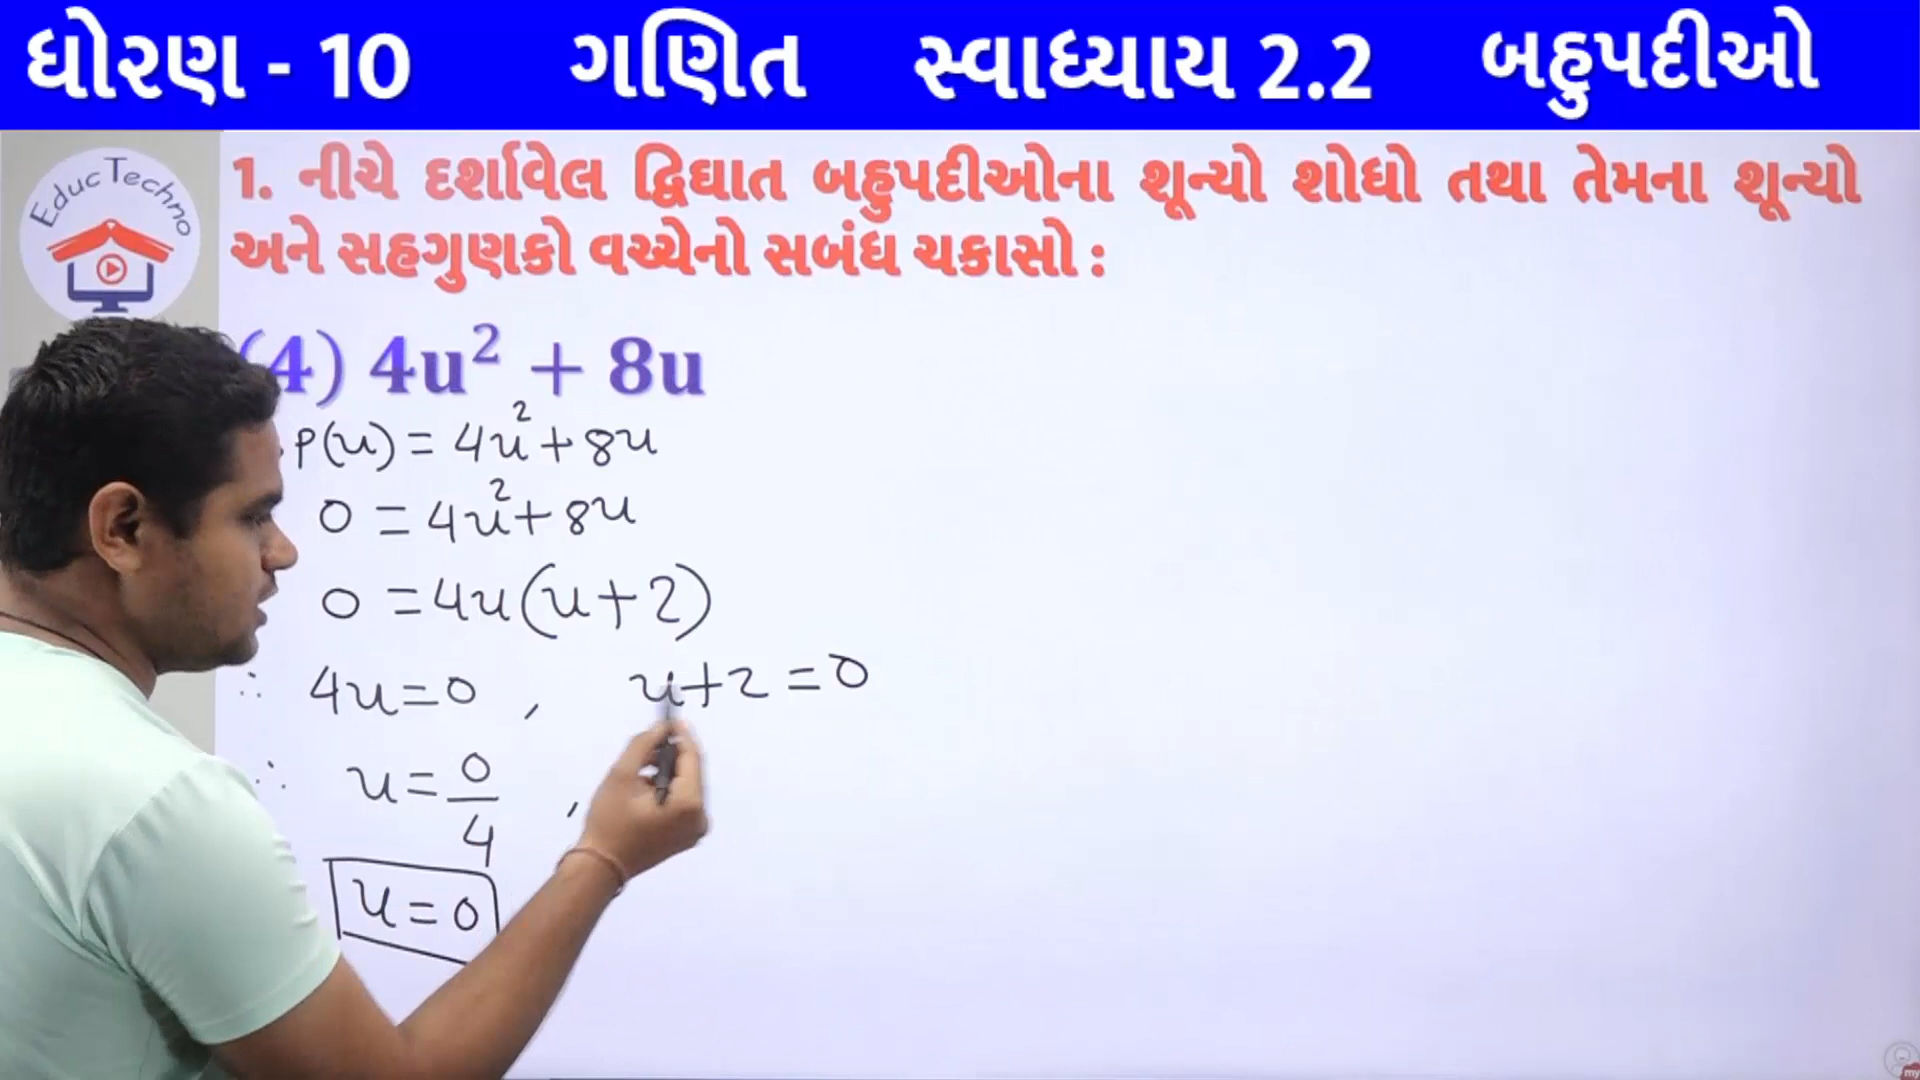 ધોરણ - 10 ગણિત સ્વાધ્યાય 2.2 બહુપદીઓ
EducTechno
1. નીચે દર્શાવેલ દ્વિઘાત બહુપદીઓના શૂન્યો શોધો તથા તેમના શૂન્યો
અને સહગુણકો વચ્ચેનો સબંધ ચકાસો :
(4) 4u² + 8u
P(u) = 4u² + 8u
0 = 4u² + 8u
0 = 4u(u+2)
∴ 4u=0 , u+2=0
∴ u=0/4 ,
u=0
my